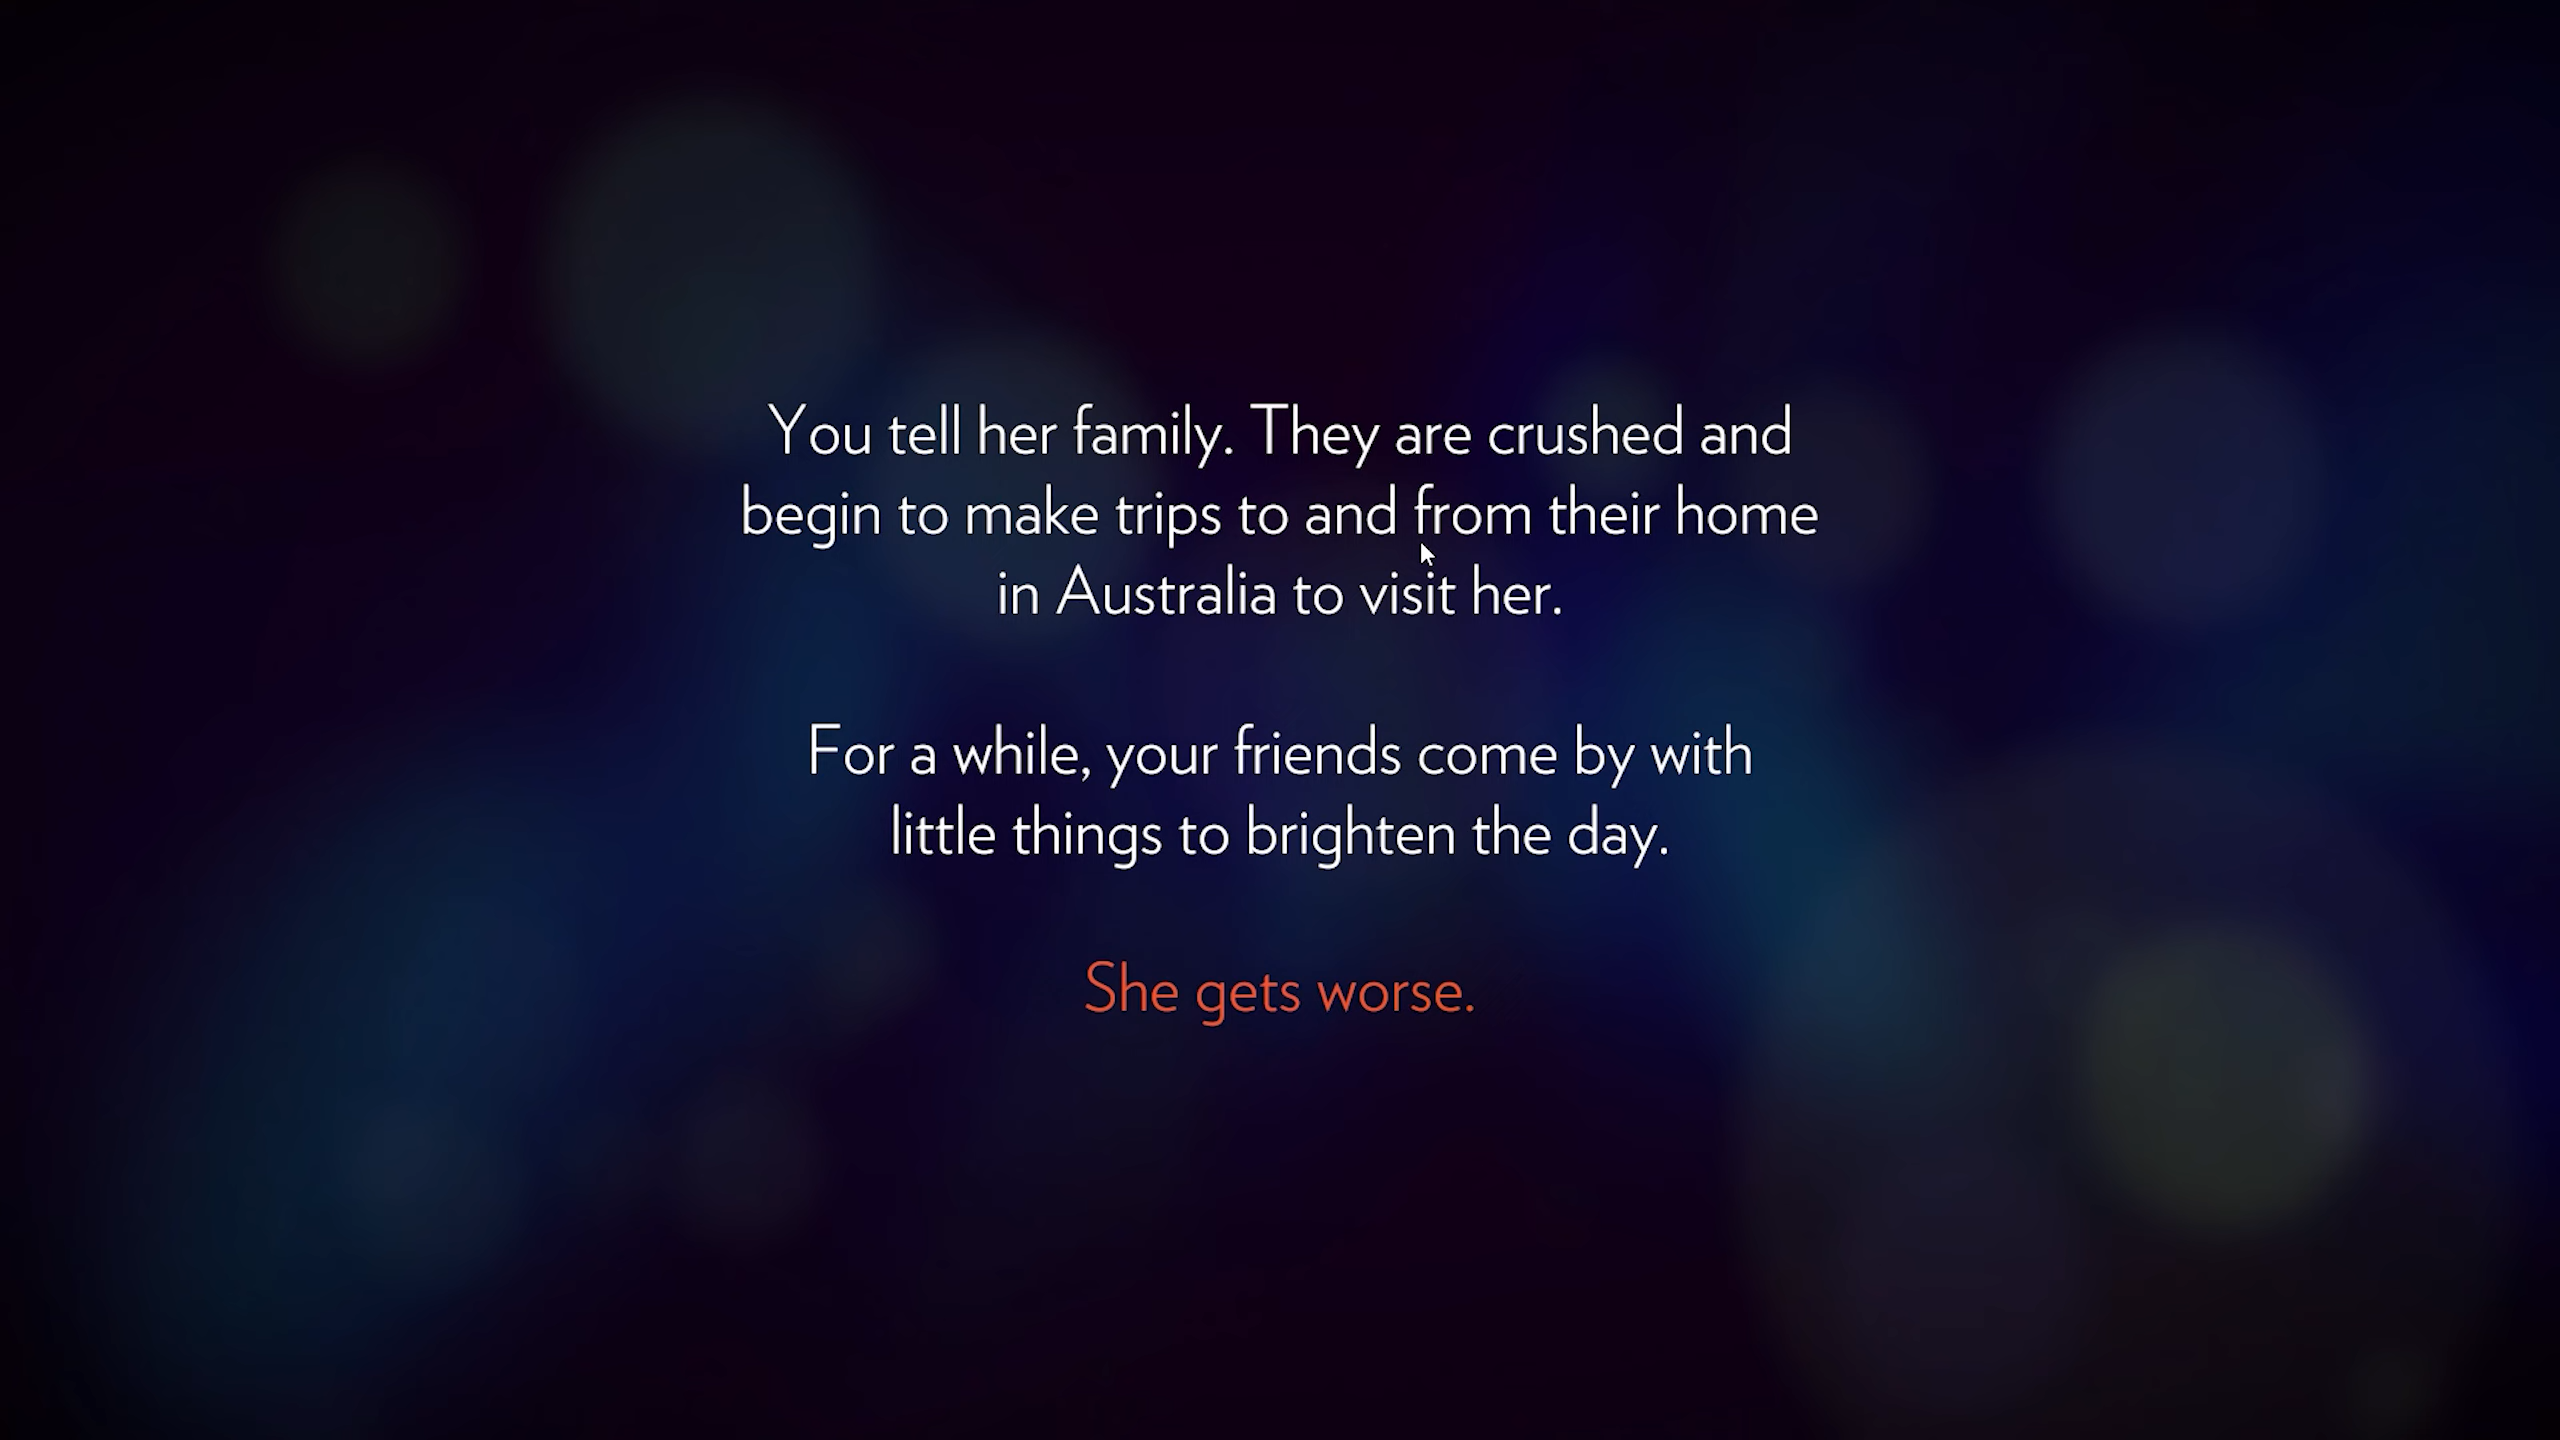 You tell her family. They are crushed and
begin to make trips to and from their home
in Australia to visit her.
For a while, your friends come by with
little things to brighten the day.
She gets worse.